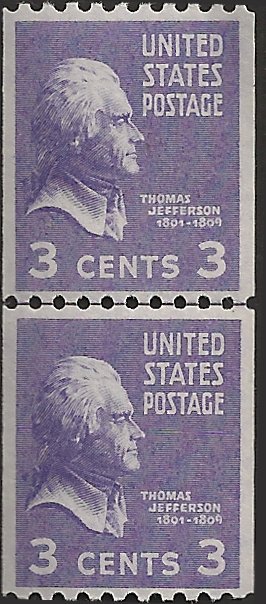 UNITED
STATES
POSTAGE
THOMAS
JEFFERSON
1801-1809
3 CENTS 3
UNITED
STATES
POSTAGE
THOMAS
JEFFERSON
1801-1809
3 CENTS 3